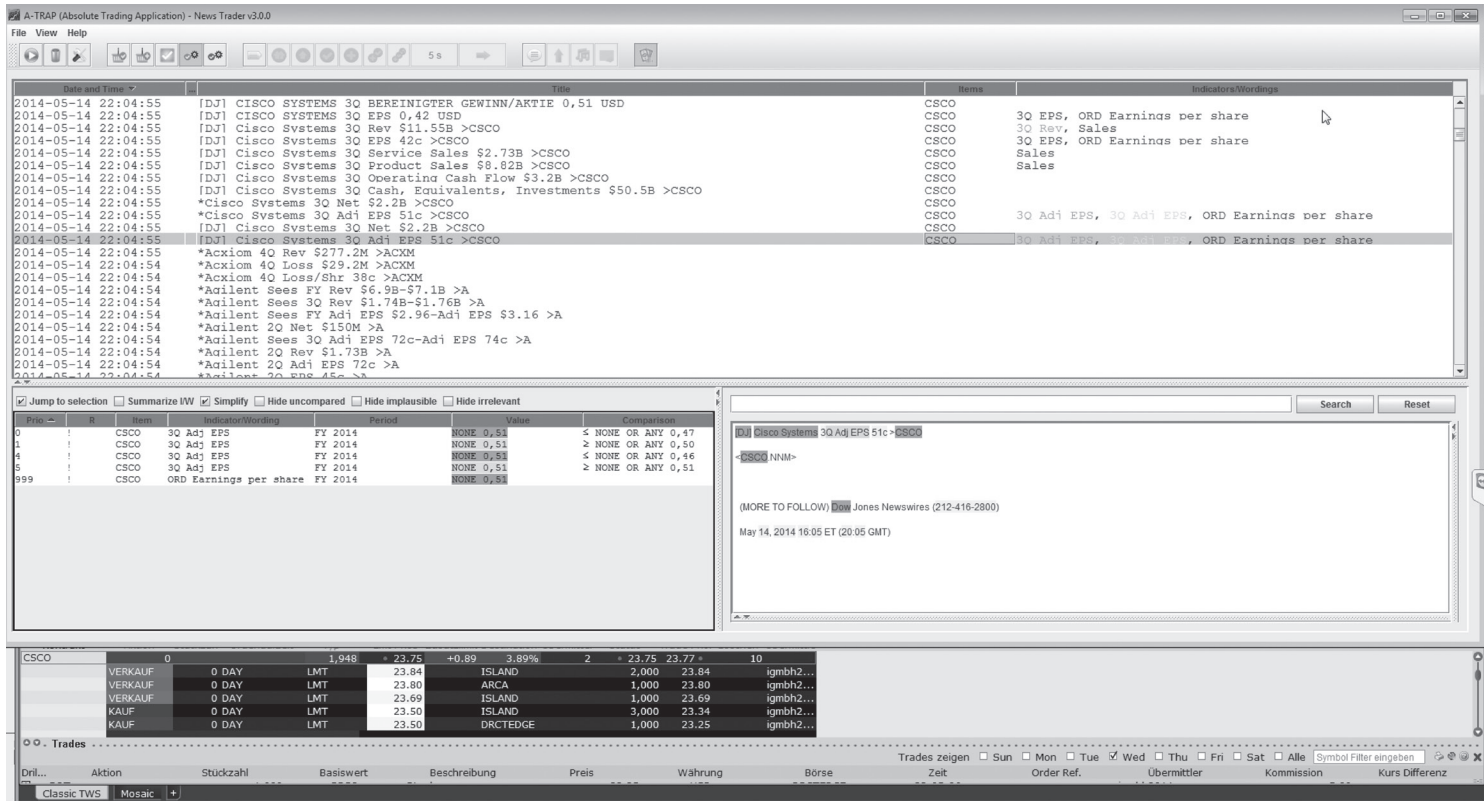 A-TRAP (Absolute Trading Application) - News Trader v3.0.0
File View Help
5 s
Date and Time ... Title Items Indicators/Wordings
2014-05-14 22:04:55 [DJ] CISCO SYSTEMS 3Q BEREINIGTER GEWINN/AKTIE 0,51 USD CSCO
2014-05-14 22:04:55 [DJ] CISCO SYSTEMS 3Q EPS 0,42 USD CSCO 3Q EPS, ORD Earnings per share
2014-05-14 22:04:55 [DJ] Cisco Systems 3Q Rev $11.55B >CSCO CSCO 3Q Rev, Sales
2014-05-14 22:04:55 [DJ] Cisco Systems 3Q EPS 42c >CSCO CSCO 3Q EPS, ORD Earnings per share
2014-05-14 22:04:55 [DJ] Cisco Systems 3Q Service Sales $2.73B >CSCO CSCO Sales
2014-05-14 22:04:55 [DJ] Cisco Systems 3Q Product Sales $8.82B >CSCO CSCO Sales
2014-05-14 22:04:55 [DJ] Cisco Systems 3Q Operating Cash Flow $3.2B >CSCO CSCO
2014-05-14 22:04:55 [DJ] Cisco Systems 3Q Cash, Equivalents, Investments $50.5B >CSCO CSCO
2014-05-14 22:04:55 *Cisco Systems 3Q Net $2.2B >CSCO CSCO
2014-05-14 22:04:55 *Cisco Systems 3Q Adj EPS 51c >CSCO CSCO 3Q Adj EPS, 3Q Adj EPS, ORD Earnings per share
2014-05-14 22:04:55 [DJ] Cisco Systems 3Q Net $2.2B >CSCO CSCO
2014-05-14 22:04:55 [DJ] Cisco Systems 3Q Adj EPS 51c >CSCO CSCO 3Q Adj EPS, 3Q Adj EPS, ORD Earnings per share
2014-05-14 22:04:55 *Acxiom 4Q Rev $277.2M >ACXM
2014-05-14 22:04:54 *Acxiom 4Q Loss $29.2M >ACXM
2014-05-14 22:04:54 *Acxiom 4Q Loss/Shr 38c >ACXM
2014-05-14 22:04:54 *Agilent Sees FY Rev $6.9B-$7.1B >A
2014-05-14 22:04:54 *Agilent Sees 3Q Rev $1.74B-$1.76B >A
2014-05-14 22:04:54 *Agilent Sees FY Adj EPS $2.96-Adj EPS $3.16 >A
2014-05-14 22:04:54 *Agilent 2Q Net $150M >A
2014-05-14 22:04:54 *Agilent Sees 3Q Adj EPS 72c-Adj EPS 74c >A
2014-05-14 22:04:54 *Agilent 2Q Rev $1.73B >A
2014-05-14 22:04:54 *Agilent 2Q Adj EPS 72c >A
2014-05-14 22:04:54 *Agilent 2Q EPS 45c >A
Jump to selection Summarize I/W Simplify Hide uncompared Hide implausible Hide irrelevant
Prio. R Item Indicator/Wording Period Value Comparison
0 ! CSCO 3Q Adj EPS FY 2014 NONE 0,51 ≤ NONE OR ANY 0,47
1 ! CSCO 3Q Adj EPS FY 2014 NONE 0,51 ≥ NONE OR ANY 0,50
4 ! CSCO 3Q Adj EPS FY 2014 NONE 0,51 ≤ NONE OR ANY 0,46
5 ! CSCO 3Q Adj EPS FY 2014 NONE 0,51 ≥ NONE OR ANY 0,51
999 ! CSCO ORD Earnings per share FY 2014 NONE 0,51
Search Reset
[DJ] Cisco Systems 3Q Adj EPS 51c >CSCO
<CSCO.NNM>
(MORE TO FOLLOW) Dow Jones Newswires (212-416-2800)
May 14, 2014 16:05 ET (20:05 GMT)
CSCO 0 1,948 23.75 +0.89 3.89% 2 23.75 23.77 10
VERKAUF 0 DAY LMT 23.84 ISLAND 2,000 23.84 igmbh2...
VERKAUF 0 DAY LMT 23.80 ARCA 1,000 23.80 igmbh2...
VERKAUF 0 DAY LMT 23.69 ISLAND 1,000 23.69 igmbh2...
KAUF 0 DAY LMT 23.50 ISLAND 3,000 23.34 igmbh2...
KAUF 0 DAY LMT 23.50 DRCTEDGE 1,000 23.25 igmbh2...
Trades
Trades zeigen Sun Mon Tue Wed Thu Fri Sat Alle Symbol Filter eingeben
Dril... Aktion Stückzahl Basiswert Beschreibung Preis Währung Börse Zeit Order Ref. Übermittler Kommission Kurs Differenz
Classic TWS Mosaic +